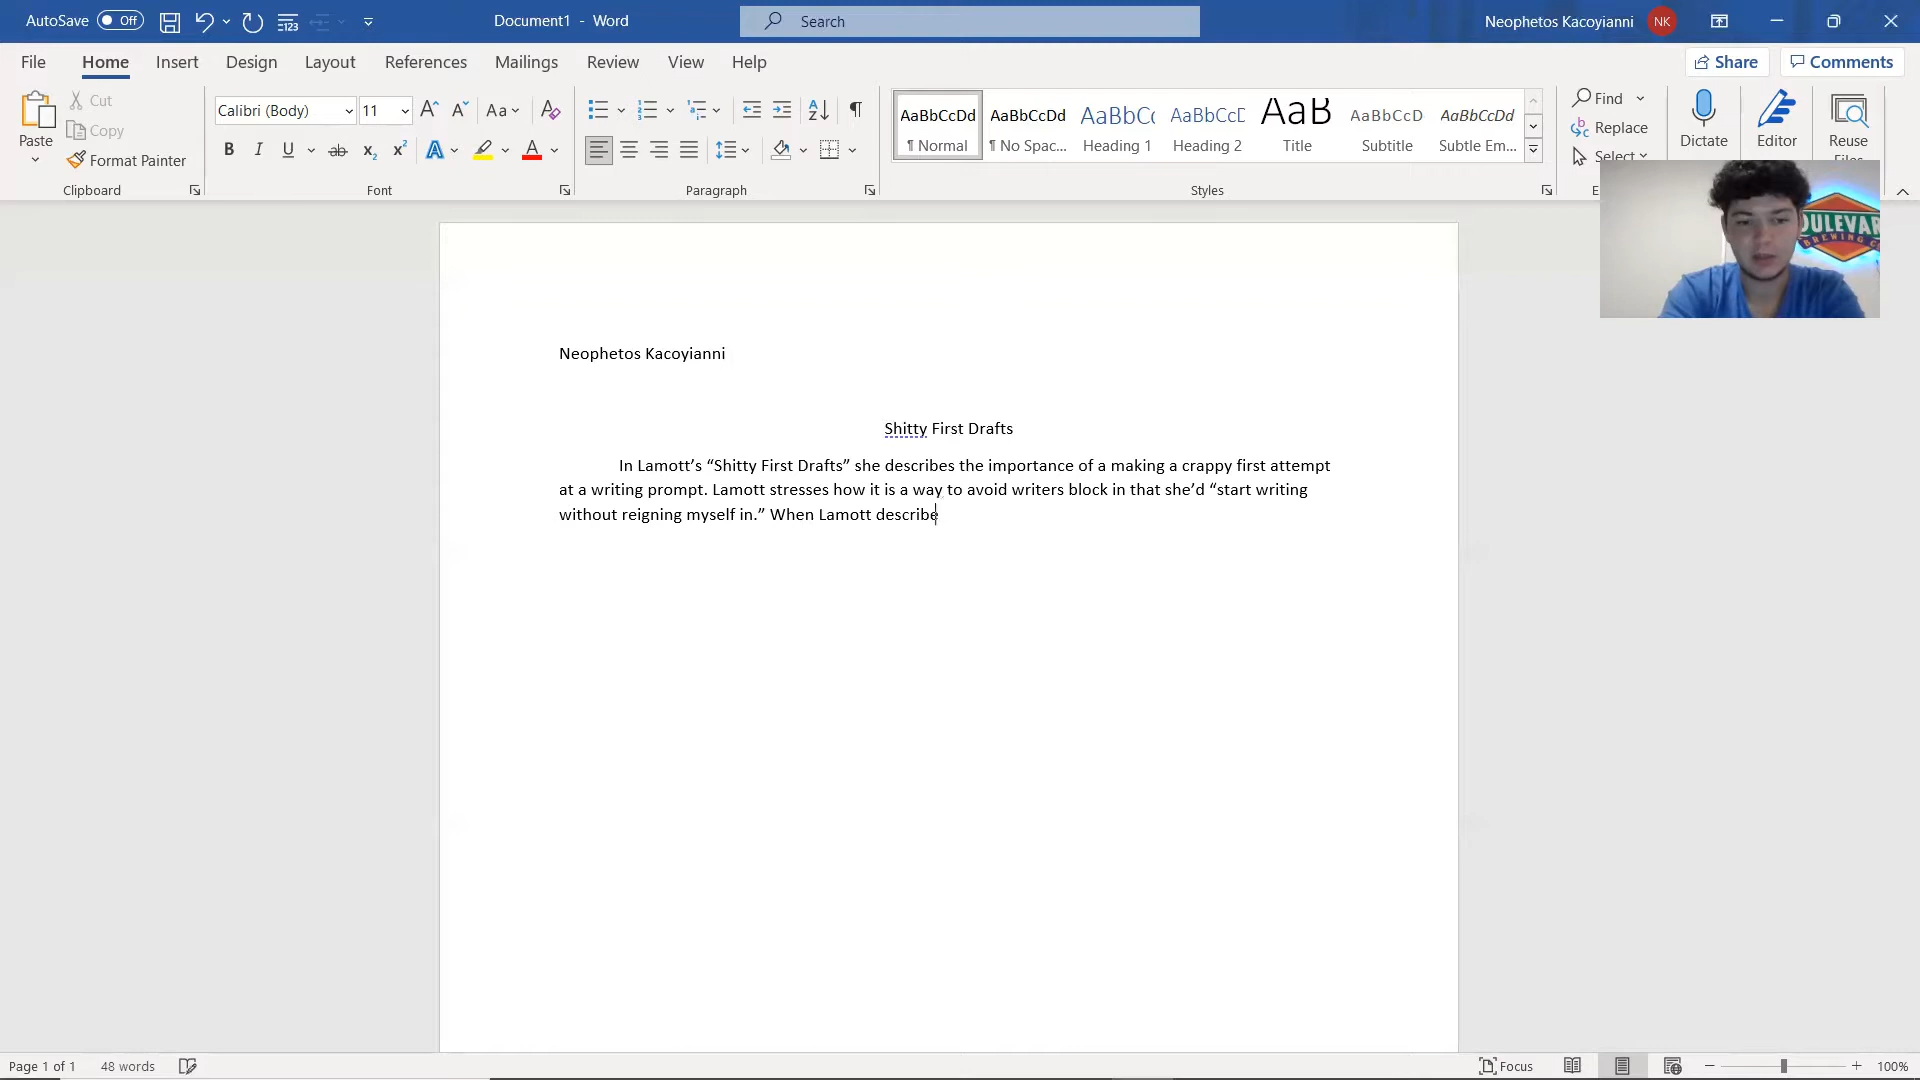 AutoSave Off Document1 - Word Search Neophetos Kacoyianni NK
File Home Insert Design Layout References Mailings Review View Help Share Comments
Paste
Cut
Copy
Format Painter
Clipboard
Calibri (Body) 11
Font
Paragraph
AaBbCcDd AaBbCcDd AaBbCc AaBbCcD AaB AaBbCcD AaBbCcDd
¶ Normal ¶ No Spac... Heading 1 Heading 2 Title Subtitle Subtle Em...
Styles
Find
Replace
Select
Dictate
Editor
Reuse
Files
OULEVAR
BREWING C
Neophetos Kacoyianni
Shitty First Drafts
In Lamott’s “Shitty First Drafts” she describes the importance of a making a crappy first attempt
at a writing prompt. Lamott stresses how it is a way to avoid writers block in that she’d “start writing
without reigning myself in.” When Lamott describe
Page 1 of 1 48 words Focus 100%